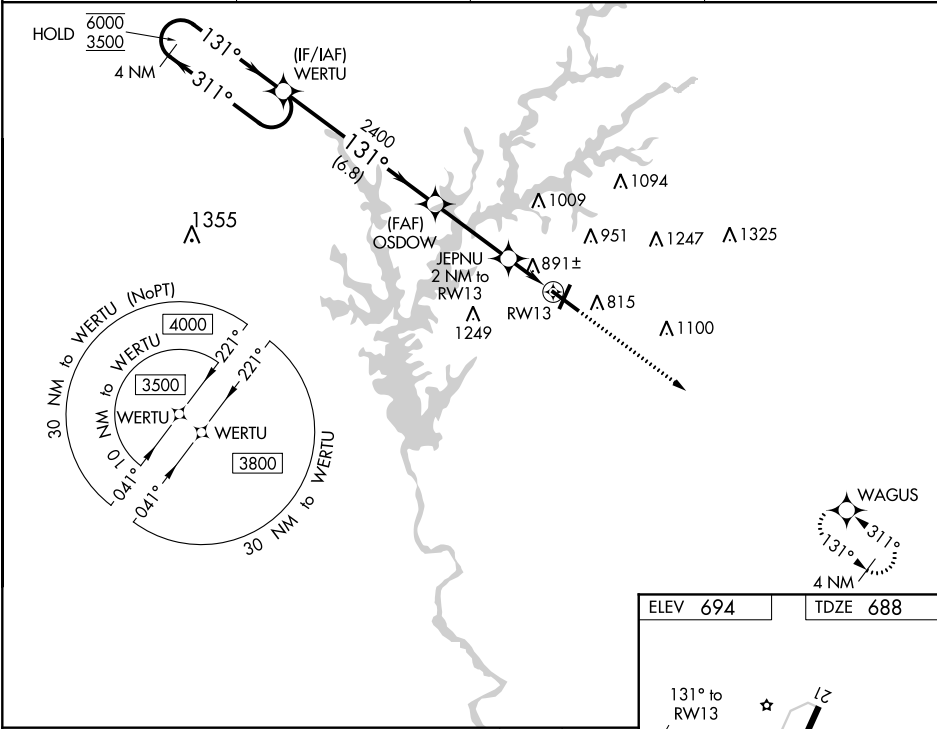 HOLD
6000
3500
4 NM
131°
311°
(IF/IAF)
WERTU
2400
131°
(6.8)
(FAF)
OSDOW
JEPNU
2 NM to
RW13
RW13
1355
1094
1009
951
1247
1325
891±
815
1249
1100
30 NM to WERTU (NoPT)
4000
10 NM to WERTU
3500
221°
221°
WERTU
WERTU
041°
041°
3800
30 NM to WERTU
WAGUS
131°
311°
4 NM
ELEV 694
TDZE 688
131° to
RW13
21